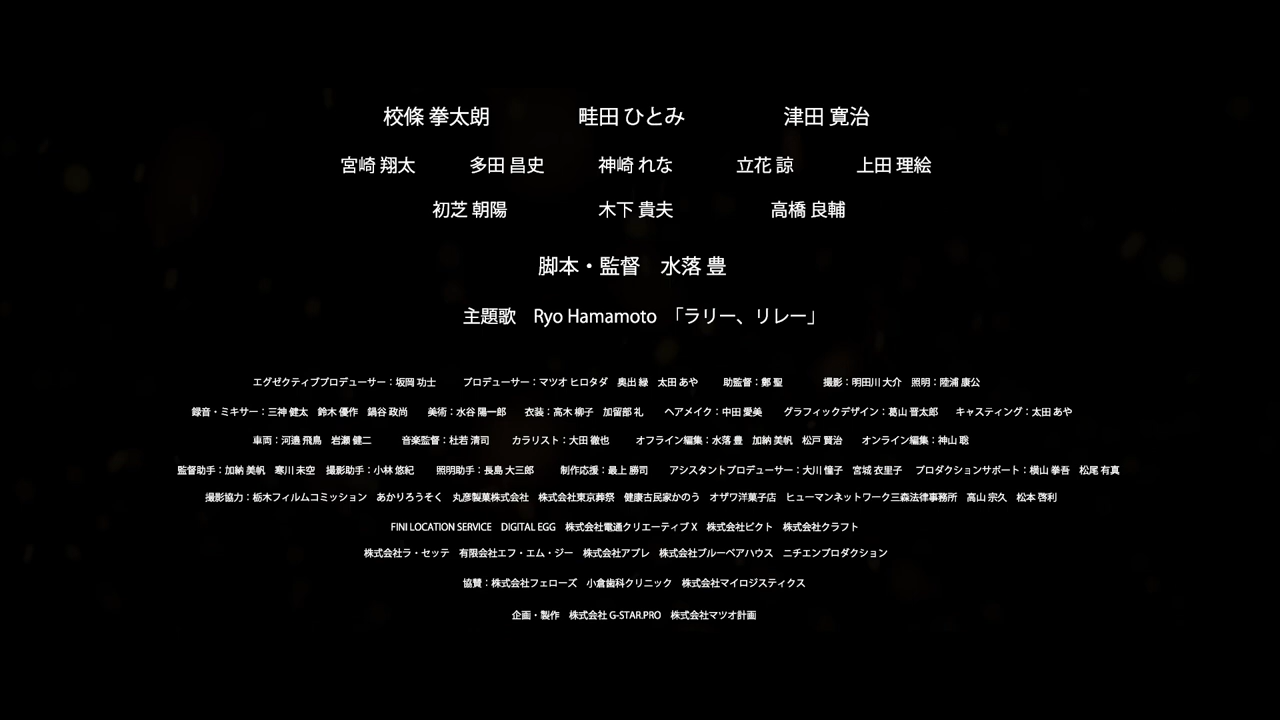 校條 拳太朗 畦田 ひとみ 津田 寛治
宮崎 翔太 多田 昌史 神崎 れな 立花 諒 上田 理絵
初芝 朝陽 木下 貴夫 高橋 良輔
脚本・監督 水落 豊
主題歌 Ryo Hamamoto 「ラリー、リレー」
エグゼクティブプロデューサー：坂岡 功士 プロデューサー：マツオ ヒロタダ 奥出 緑 太田 あや 助監督：鄭 聖 撮影：明田川 大介 照明：陸浦 康公
録音・ミキサー：三神 健太 鈴木 優作 鍋谷 政尚 美術：水谷 陽一郎 衣装：高木 柳子 加留部 礼 ヘアメイク：中田 愛美 グラフィックデザイン：葛山 晋太郎 キャスティング：太田 あや
車両：河邉 飛鳥 岩瀬 健二 音楽監督：杜若 清司 カラリスト：大田 徹也 オフライン編集：水落 豊 加納 美帆 松戸 賢治 オンライン編集：神山 聡
監督助手：加納 美帆 寒川 未空 撮影助手：小林 悠紀 照明助手：長島 大三郎 制作応援：最上 勝司 アシスタントプロデューサー：大川 憧子 宮城 衣里子 プロダクションサポート：横山 拳吾 松尾 有真
撮影協力：栃木フィルムコミッション あかりろうそく 丸彦製菓株式会社 株式会社東京葬祭 健康古民家かのう オザワ洋菓子店 ヒューマンネットワーク三森法律事務所 高山 宗久 松本 啓利
FINI LOCATION SERVICE DIGITAL EGG 株式会社電通クリエーティブ X 株式会社ピクト 株式会社クラフト
株式会社ラ・セッテ 有限会社エフ・エム・ジー 株式会社アプレ 株式会社ブルーベアハウス ニチエンプロダクション
協賛：株式会社フェローズ 小倉歯科クリニック 株式会社マイロジスティクス
企画・製作 株式会社 G-STAR.PRO 株式会社マツオ計画